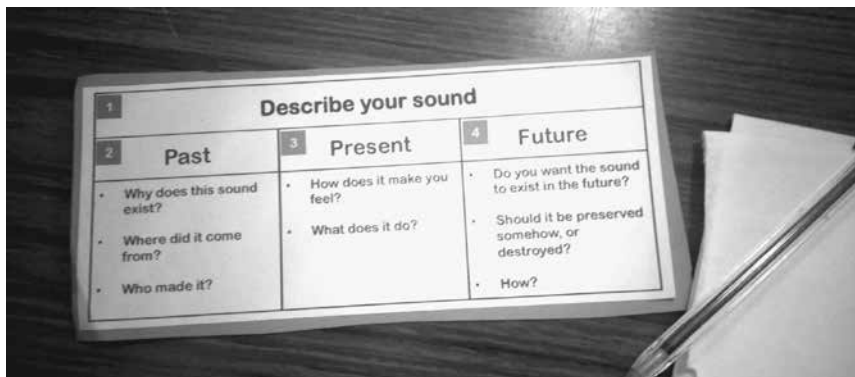 1
Describe your sound
2
Past
• Why does this sound
exist?
• Where did it come
from?
• Who made it?
3
Present
• How does it make you
feel?
• What does it do?
4
Future
• Do you want the sound
to exist in the future?
• Should it be preserved
somehow, or
destroyed?
• How?